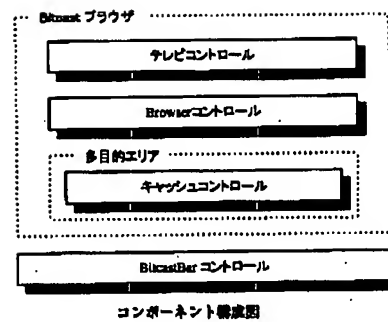 Bitcast ブラウザ
テレビコントロール
Browserコントロール
多目的エリア
キャッシュコントロール
BitcastBar コントロール
コンポーネント構成図